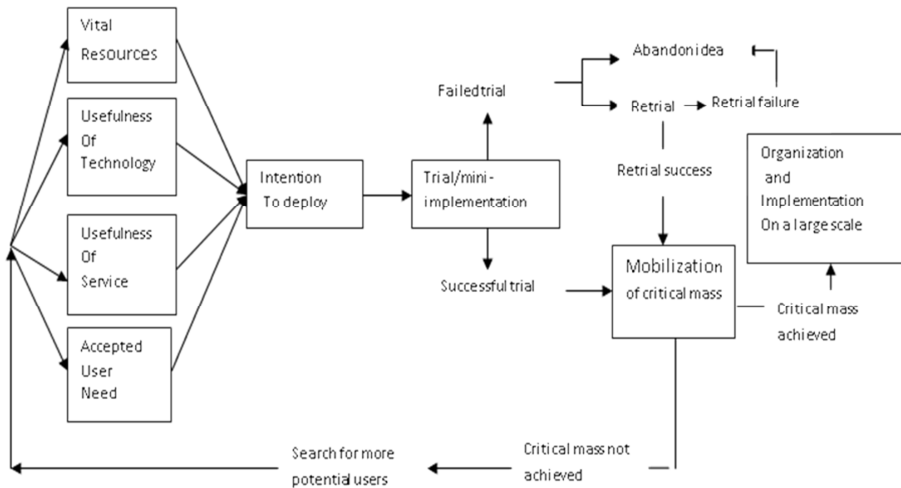 Vital
Resources
Usefulness
Of
Technology
Usefulness
Of
Service
Accepted
User
Need
Intention
To deploy
Trial/mini-
implementation
Failed trial
Successful trial
Abandon idea
Retrial
Retrial failure
Retrial success
Mobilization
of critical mass
Organization
and
Implementation
On a large scale
Critical mass
achieved
Critical mass not
achieved
Search for more
potential users